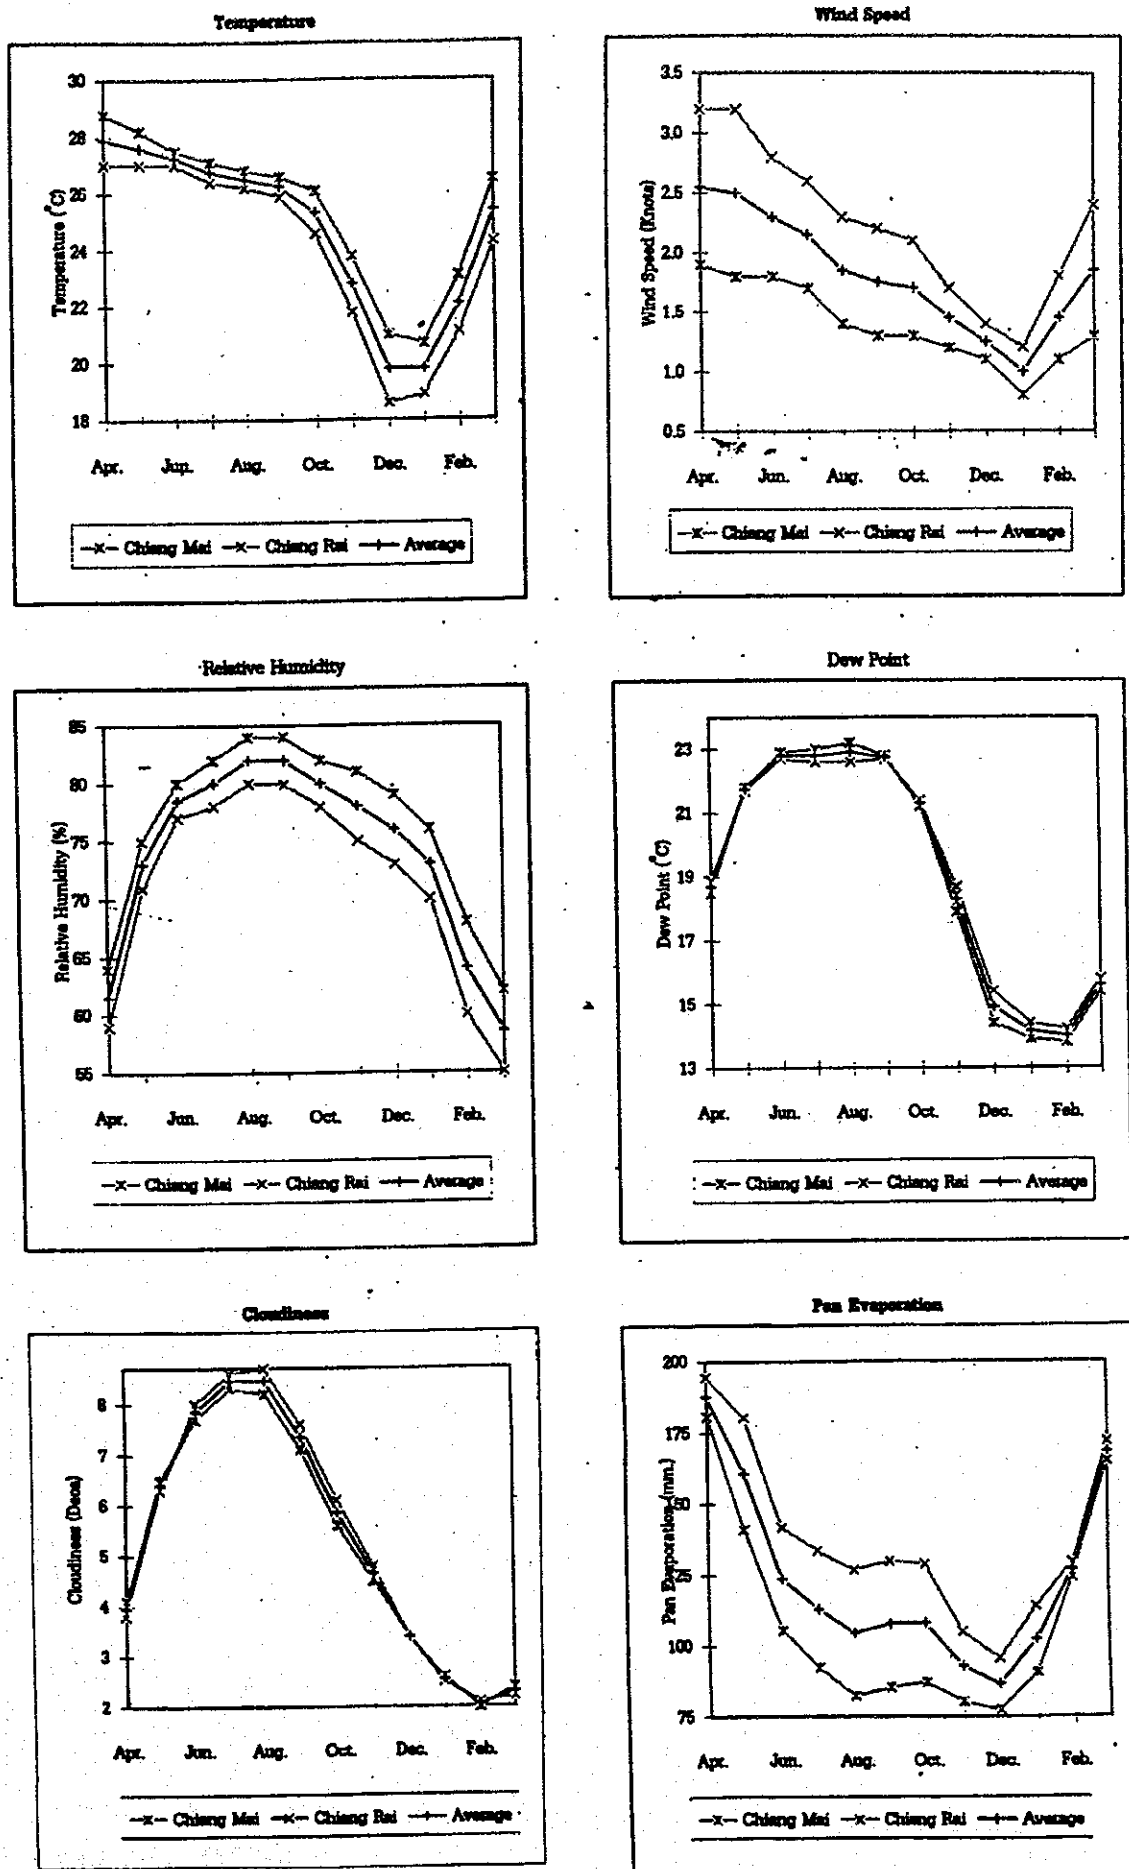 Temperature
30
28
26
24
22
20
18
Temperature (°C)
Apr. Jun. Aug. Oct. Dec. Feb.
Chiang Mai Chiang Rai Average
Wind Speed
3.5
3.0
2.5
2.0
1.5
1.0
0.5
Wind Speed (Knots)
Apr. Jun. Aug. Oct. Dec. Feb.
Chiang Mai Chiang Rai Average
Relative Humidity
85
80
75
70
65
60
55
Relative Humidity (%)
Apr. Jun. Aug. Oct. Dec. Feb.
Chiang Mai Chiang Rai Average
Dew Point
23
21
19
17
15
13
Dew Point (°C)
Apr. Jun. Aug. Oct. Dec. Feb.
Chiang Mai Chiang Rai Average
Cloudiness
8
7
6
5
4
3
2
Cloudiness (Deca)
Apr. Jun. Aug. Oct. Dec. Feb.
Chiang Mai Chiang Rai Average
Pan Evaporation
200
175
50
25
100
75
Pan Evaporation (mm.)
Apr. Jun. Aug. Oct. Dec. Feb.
Chiang Mai Chiang Rai Average